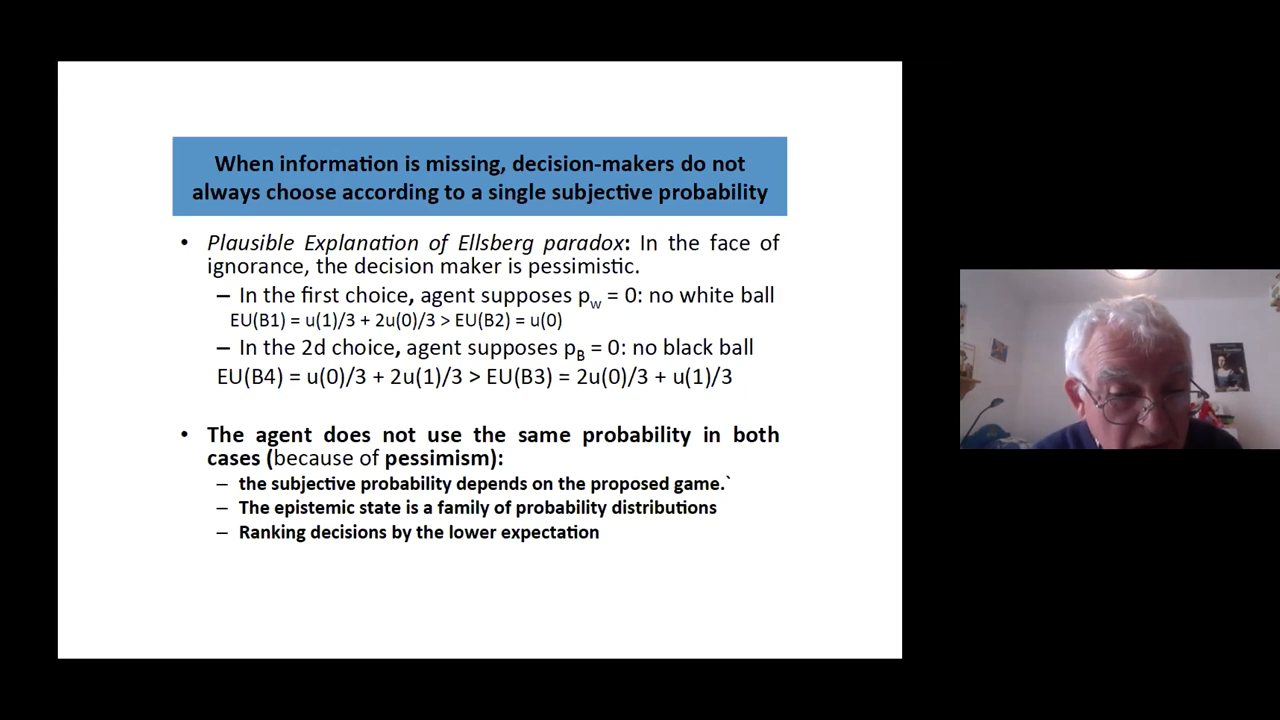 When information is missing, decision-makers do not
always choose according to a single subjective probability
• Plausible Explanation of Ellsberg paradox: In the face of
ignorance, the decision maker is pessimistic.
– In the first choice, agent supposes pw = 0: no white ball
EU(B1) = u(1)/3 + 2u(0)/3 > EU(B2) = u(0)
– In the 2d choice, agent supposes pB = 0: no black ball
EU(B4) = u(0)/3 + 2u(1)/3 > EU(B3) = 2u(0)/3 + u(1)/3
• The agent does not use the same probability in both
cases (because of pessimism):
– the subjective probability depends on the proposed game.`
– The epistemic state is a family of probability distributions
– Ranking decisions by the lower expectation